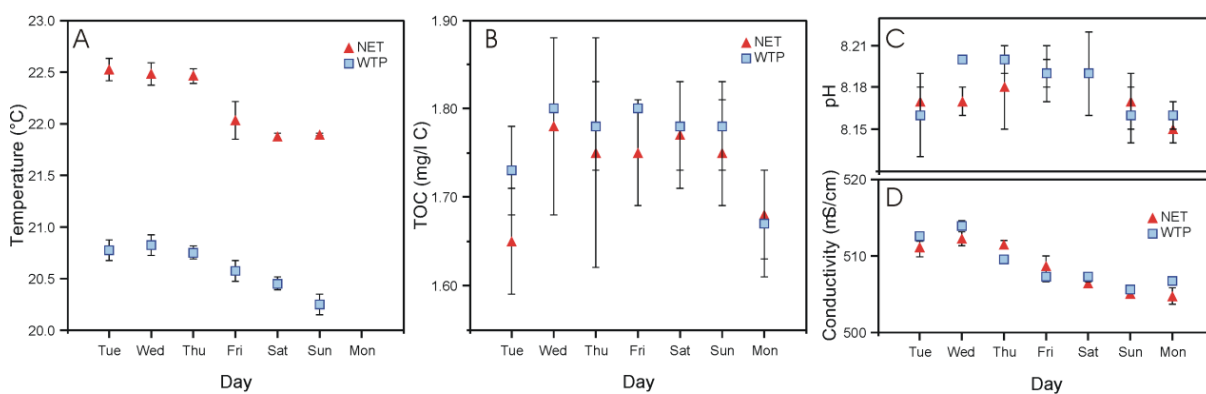 A
Temperature (°C)
23.0
22.5
22.0
21.5
21.0
20.5
20.0
NET
WTP
Tue Wed Thu Fri Sat Sun Mon
Day
B
TOC (mg/l C)
1.90
1.80
1.70
1.60
NET
WTP
Tue Wed Thu Fri Sat Sun Mon
Day
C
pH
8.21
8.18
8.15
NET
WTP
D
Conductivity (mS/cm)
520
510
500
NET
WTP
Tue Wed Thu Fri Sat Sun Mon
Day